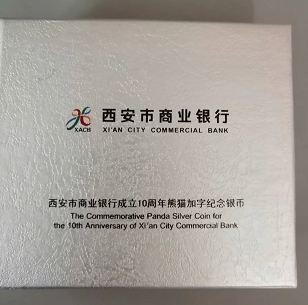 西安市商业银行
XACB
XI'AN CITY COMMERCIAL BANK
西安市商业银行成立10周年熊猫加字纪念银币
The Commemorative Panda Silver Coin for
the 10th Anniversary of Xi'an City Commercial Bank